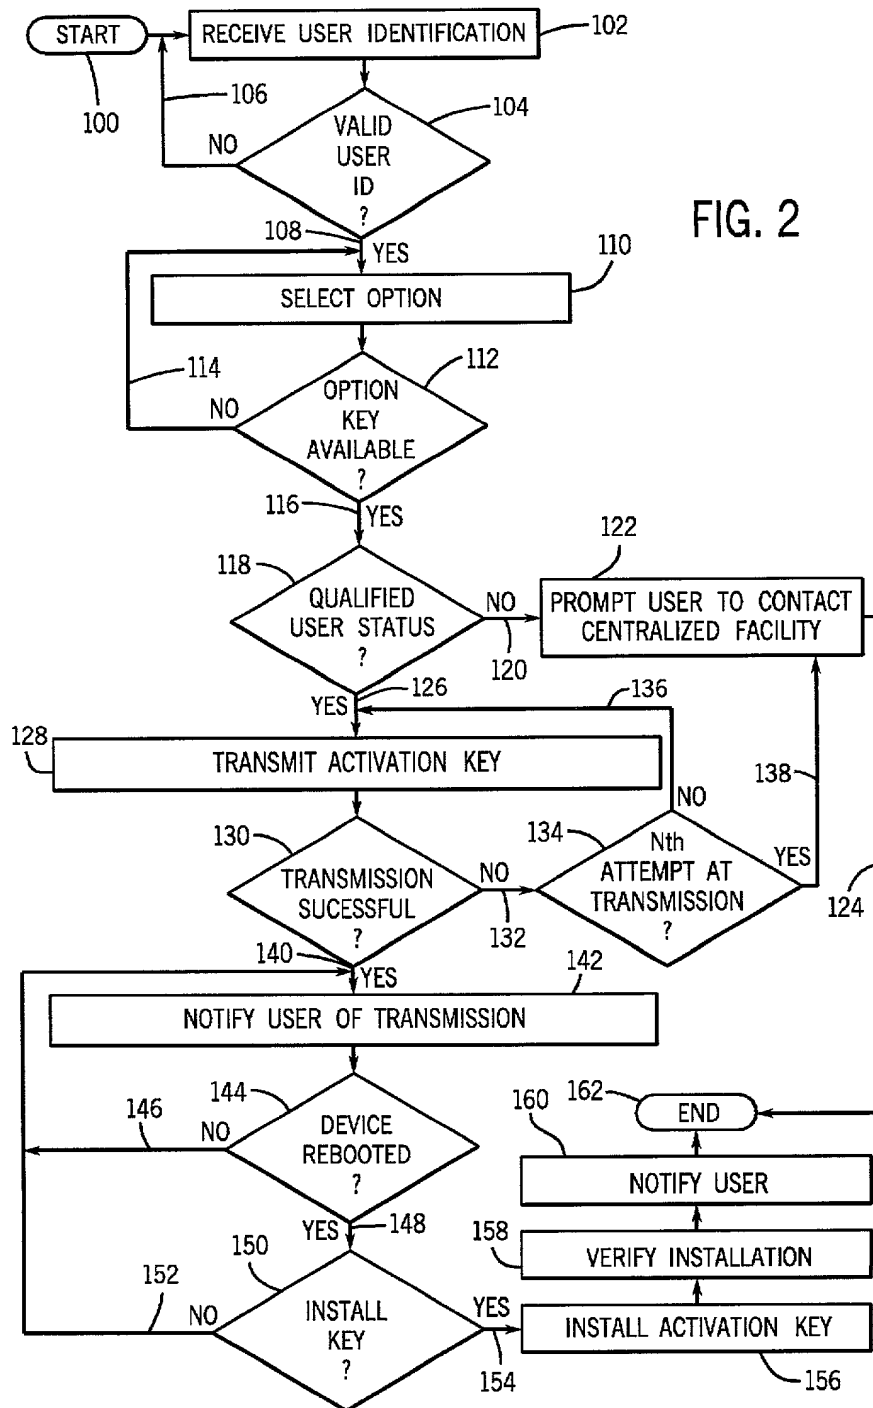 START
RECEIVE USER IDENTIFICATION
102
100
106
104
NO
VALID
USER
ID
?
FIG. 2
108
YES
110
SELECT OPTION
114
112
NO
OPTION
KEY
AVAILABLE
?
116
YES
118
122
QUALIFIED
USER STATUS
?
NO
120
PROMPT USER TO CONTACT
CENTRALIZED FACILITY
YES
126
136
128
TRANSMIT ACTIVATION KEY
138
NO
130
134
TRANSMISSION
SUCESSFUL
?
NO
132
Nth
ATTEMPT AT
TRANSMISSION
?
YES
124
140
YES
142
NOTIFY USER OF TRANSMISSION
144
146
NO
DEVICE
REBOOTED
?
162
END
160
NOTIFY USER
YES
148
158
VERIFY INSTALLATION
150
152
NO
INSTALL
KEY
?
YES
154
INSTALL ACTIVATION KEY
156